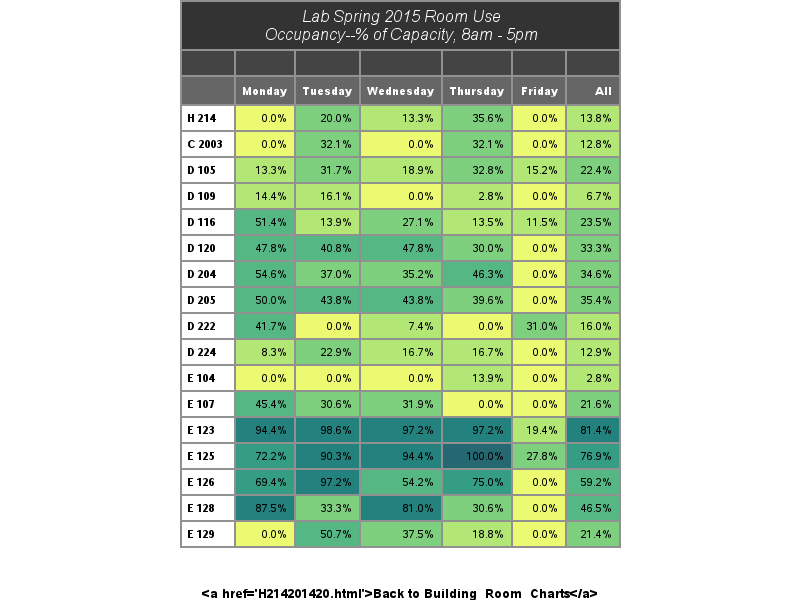 Lab Spring 2015 Room Use
Occupancy--% of Capacity, 8am - 5pm
Monday Tuesday Wednesday Thursday Friday All
H 214 0.0% 20.0% 13.3% 35.6% 0.0% 13.8%
C 2003 0.0% 32.1% 0.0% 32.1% 0.0% 12.8%
D 105 13.3% 31.7% 18.9% 32.8% 15.2% 22.4%
D 109 14.4% 16.1% 0.0% 2.8% 0.0% 6.7%
D 116 51.4% 13.9% 27.1% 13.5% 11.5% 23.5%
D 120 47.8% 40.8% 47.8% 30.0% 0.0% 33.3%
D 204 54.6% 37.0% 35.2% 46.3% 0.0% 34.6%
D 205 50.0% 43.8% 43.8% 39.6% 0.0% 35.4%
D 222 41.7% 0.0% 7.4% 0.0% 31.0% 16.0%
D 224 8.3% 22.9% 16.7% 16.7% 0.0% 12.9%
E 104 0.0% 0.0% 0.0% 13.9% 0.0% 2.8%
E 107 45.4% 30.6% 31.9% 0.0% 0.0% 21.6%
E 123 94.4% 98.6% 97.2% 97.2% 19.4% 81.4%
E 125 72.2% 90.3% 94.4% 100.0% 27.8% 76.9%
E 126 69.4% 97.2% 54.2% 75.0% 0.0% 59.2%
E 128 87.5% 33.3% 81.0% 30.6% 0.0% 46.5%
E 129 0.0% 50.7% 37.5% 18.8% 0.0% 21.4%
<a href='H214201420.html'>Back to Building_Room_Charts</a>